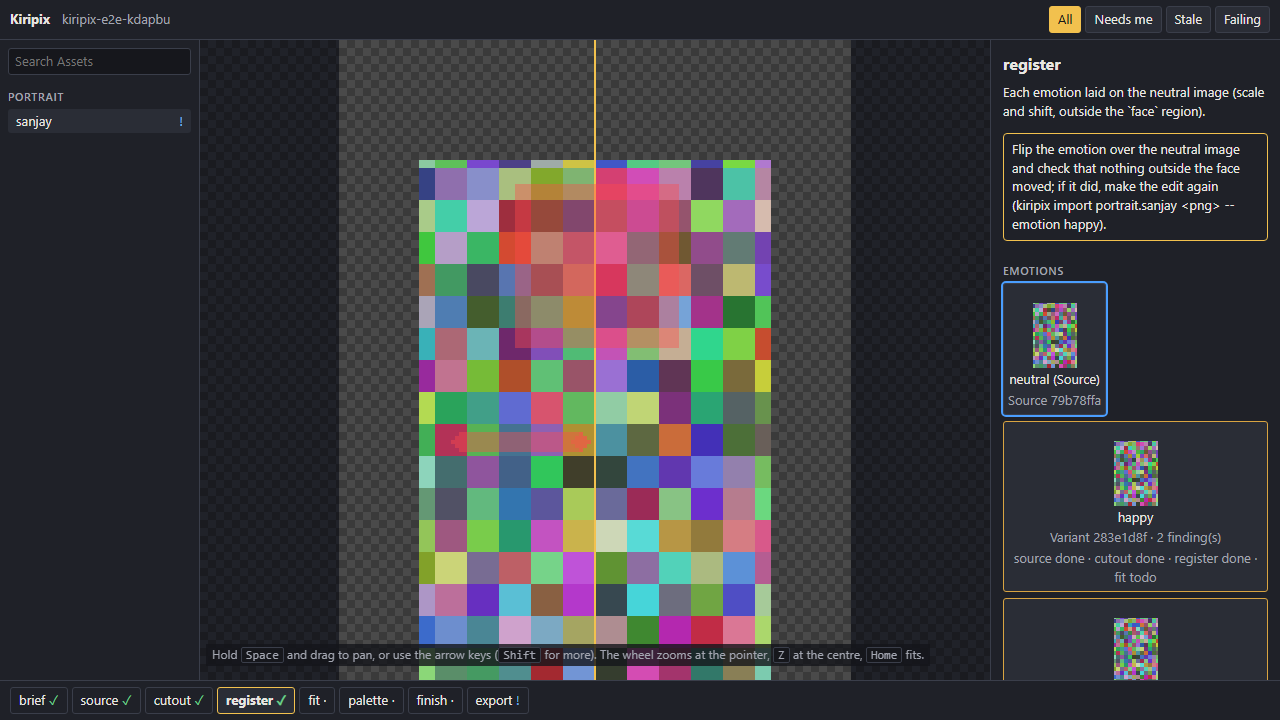 Kiripix kiripix-e2e-kdapbu
All Needs me Stale Failing
Search Assets
PORTRAIT
sanjay !
register
Each emotion laid on the neutral image (scale
and shift, outside the `face` region).
Flip the emotion over the neutral image
and check that nothing outside the face
moved; if it did, make the edit again
(kiripix import portrait.sanjay <png> --
emotion happy).
EMOTIONS
neutral (Source)
Source 79b78ffa
happy
Variant 283e1d8f · 2 finding(s)
source done · cutout done · register done ·
fit todo
Hold Space and drag to pan, or use the arrow keys ( Shift for more). The wheel zooms at the pointer, Z at the centre, Home fits.
brief ✓ source ✓ cutout ✓ register ✓ fit · palette · finish · export !